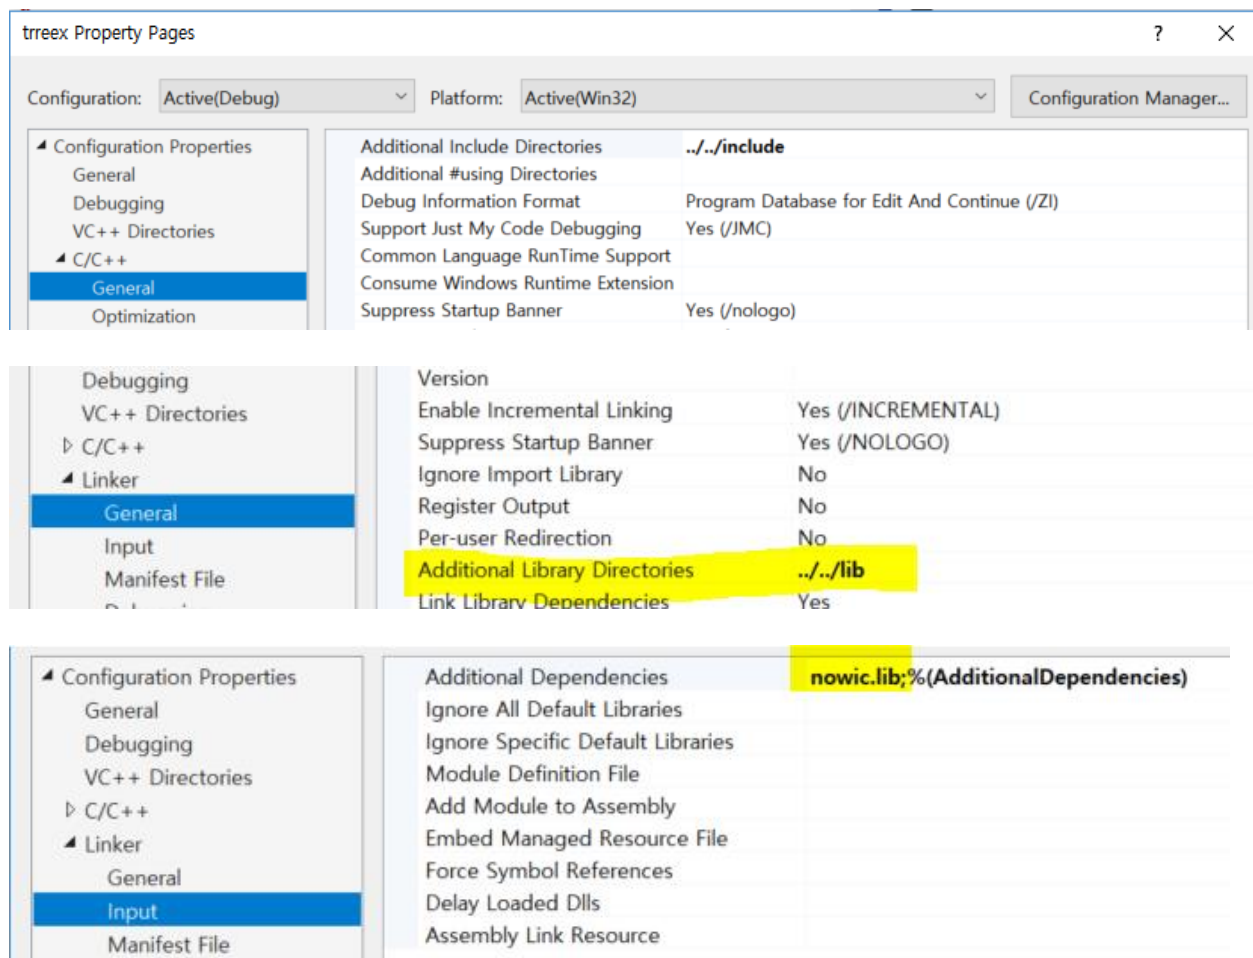 trreex Property Pages
?
Configuration: Active(Debug) Platform: Active(Win32) Configuration Manager...
Configuration Properties
General
Debugging
VC++ Directories
C/C++
General
Optimization
Additional Include Directories ../../include
Additional #using Directories
Debug Information Format Program Database for Edit And Continue (/ZI)
Support Just My Code Debugging Yes (/JMC)
Common Language RunTime Support
Consume Windows Runtime Extension
Suppress Startup Banner Yes (/nologo)
Debugging
VC++ Directories
C/C++
Linker
General
Input
Manifest File
Version
Enable Incremental Linking Yes (/INCREMENTAL)
Suppress Startup Banner Yes (/NOLOGO)
Ignore Import Library No
Register Output No
Per-user Redirection No
Additional Library Directories ../../lib
Link Library Dependencies Yes
Configuration Properties
General
Debugging
VC++ Directories
C/C++
Linker
General
Input
Manifest File
Additional Dependencies nowic.lib;%(AdditionalDependencies)
Ignore All Default Libraries
Ignore Specific Default Libraries
Module Definition File
Add Module to Assembly
Embed Managed Resource File
Force Symbol References
Delay Loaded Dlls
Assembly Link Resource